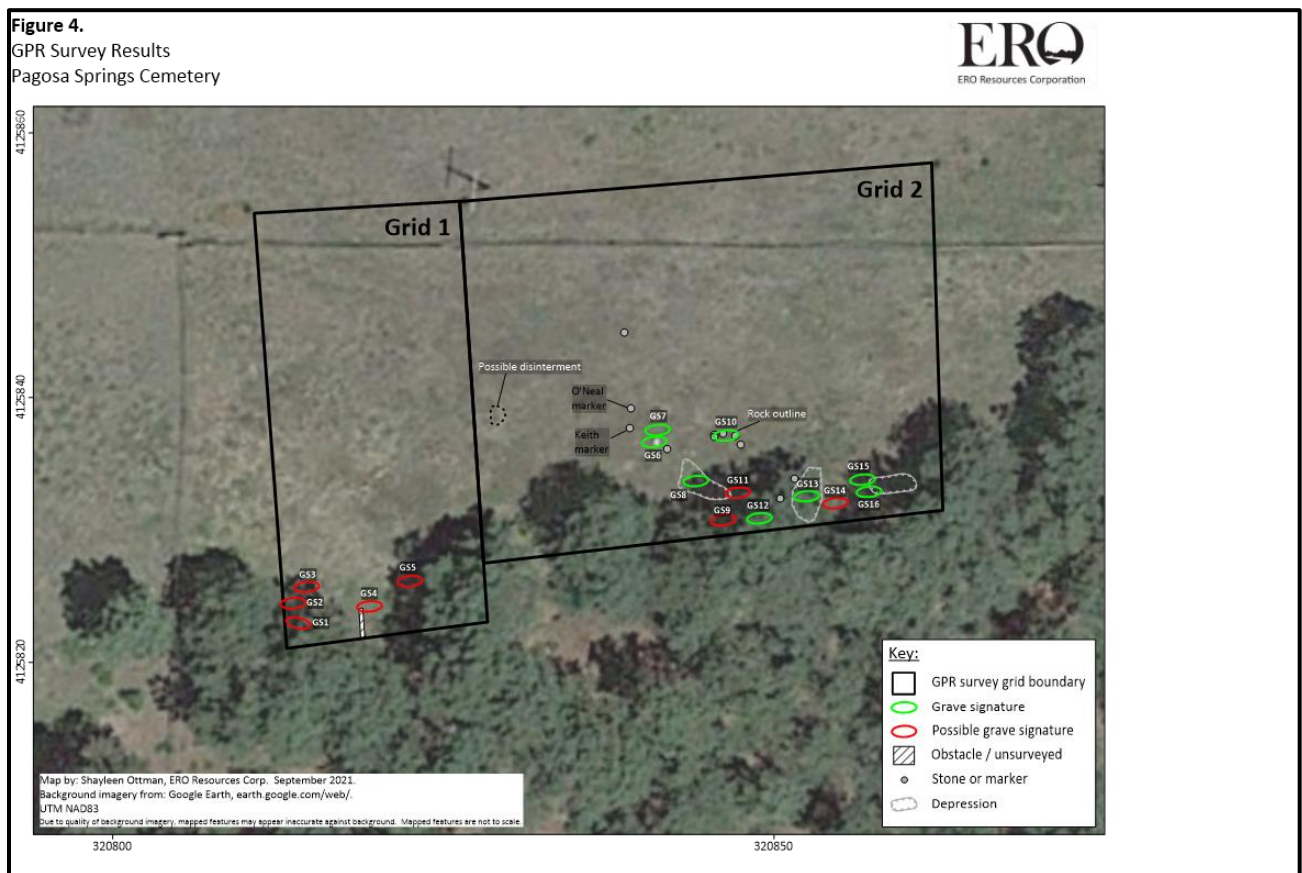 Figure 4.
GPR Survey Results
Pagosa Springs Cemetery
ERO
ERO Resources Corporation
4125860
4125840
4125820
Grid 1
Grid 2
Possible disinterment
O'Neal
marker
Keith
marker
GS7
GS6
GS10
Rock outline
GS8
GS11
GS9
GS12
GS13
GS14
GS15
GS16
GS3
GS2
GS1
GS4
GS5
Key:
GPR survey grid boundary
Grave signature
Possible grave signature
Obstacle / unsurveyed
Stone or marker
Depression
Map by: Shayleen Ottman, ERO Resources Corp. September 2021.
Background imagery from: Google Earth, earth.google.com/web/.
UTM NAD83
Due to quality of background imagery, mapped features may appear inaccurate against background. Mapped features are not to scale.
320800
320850